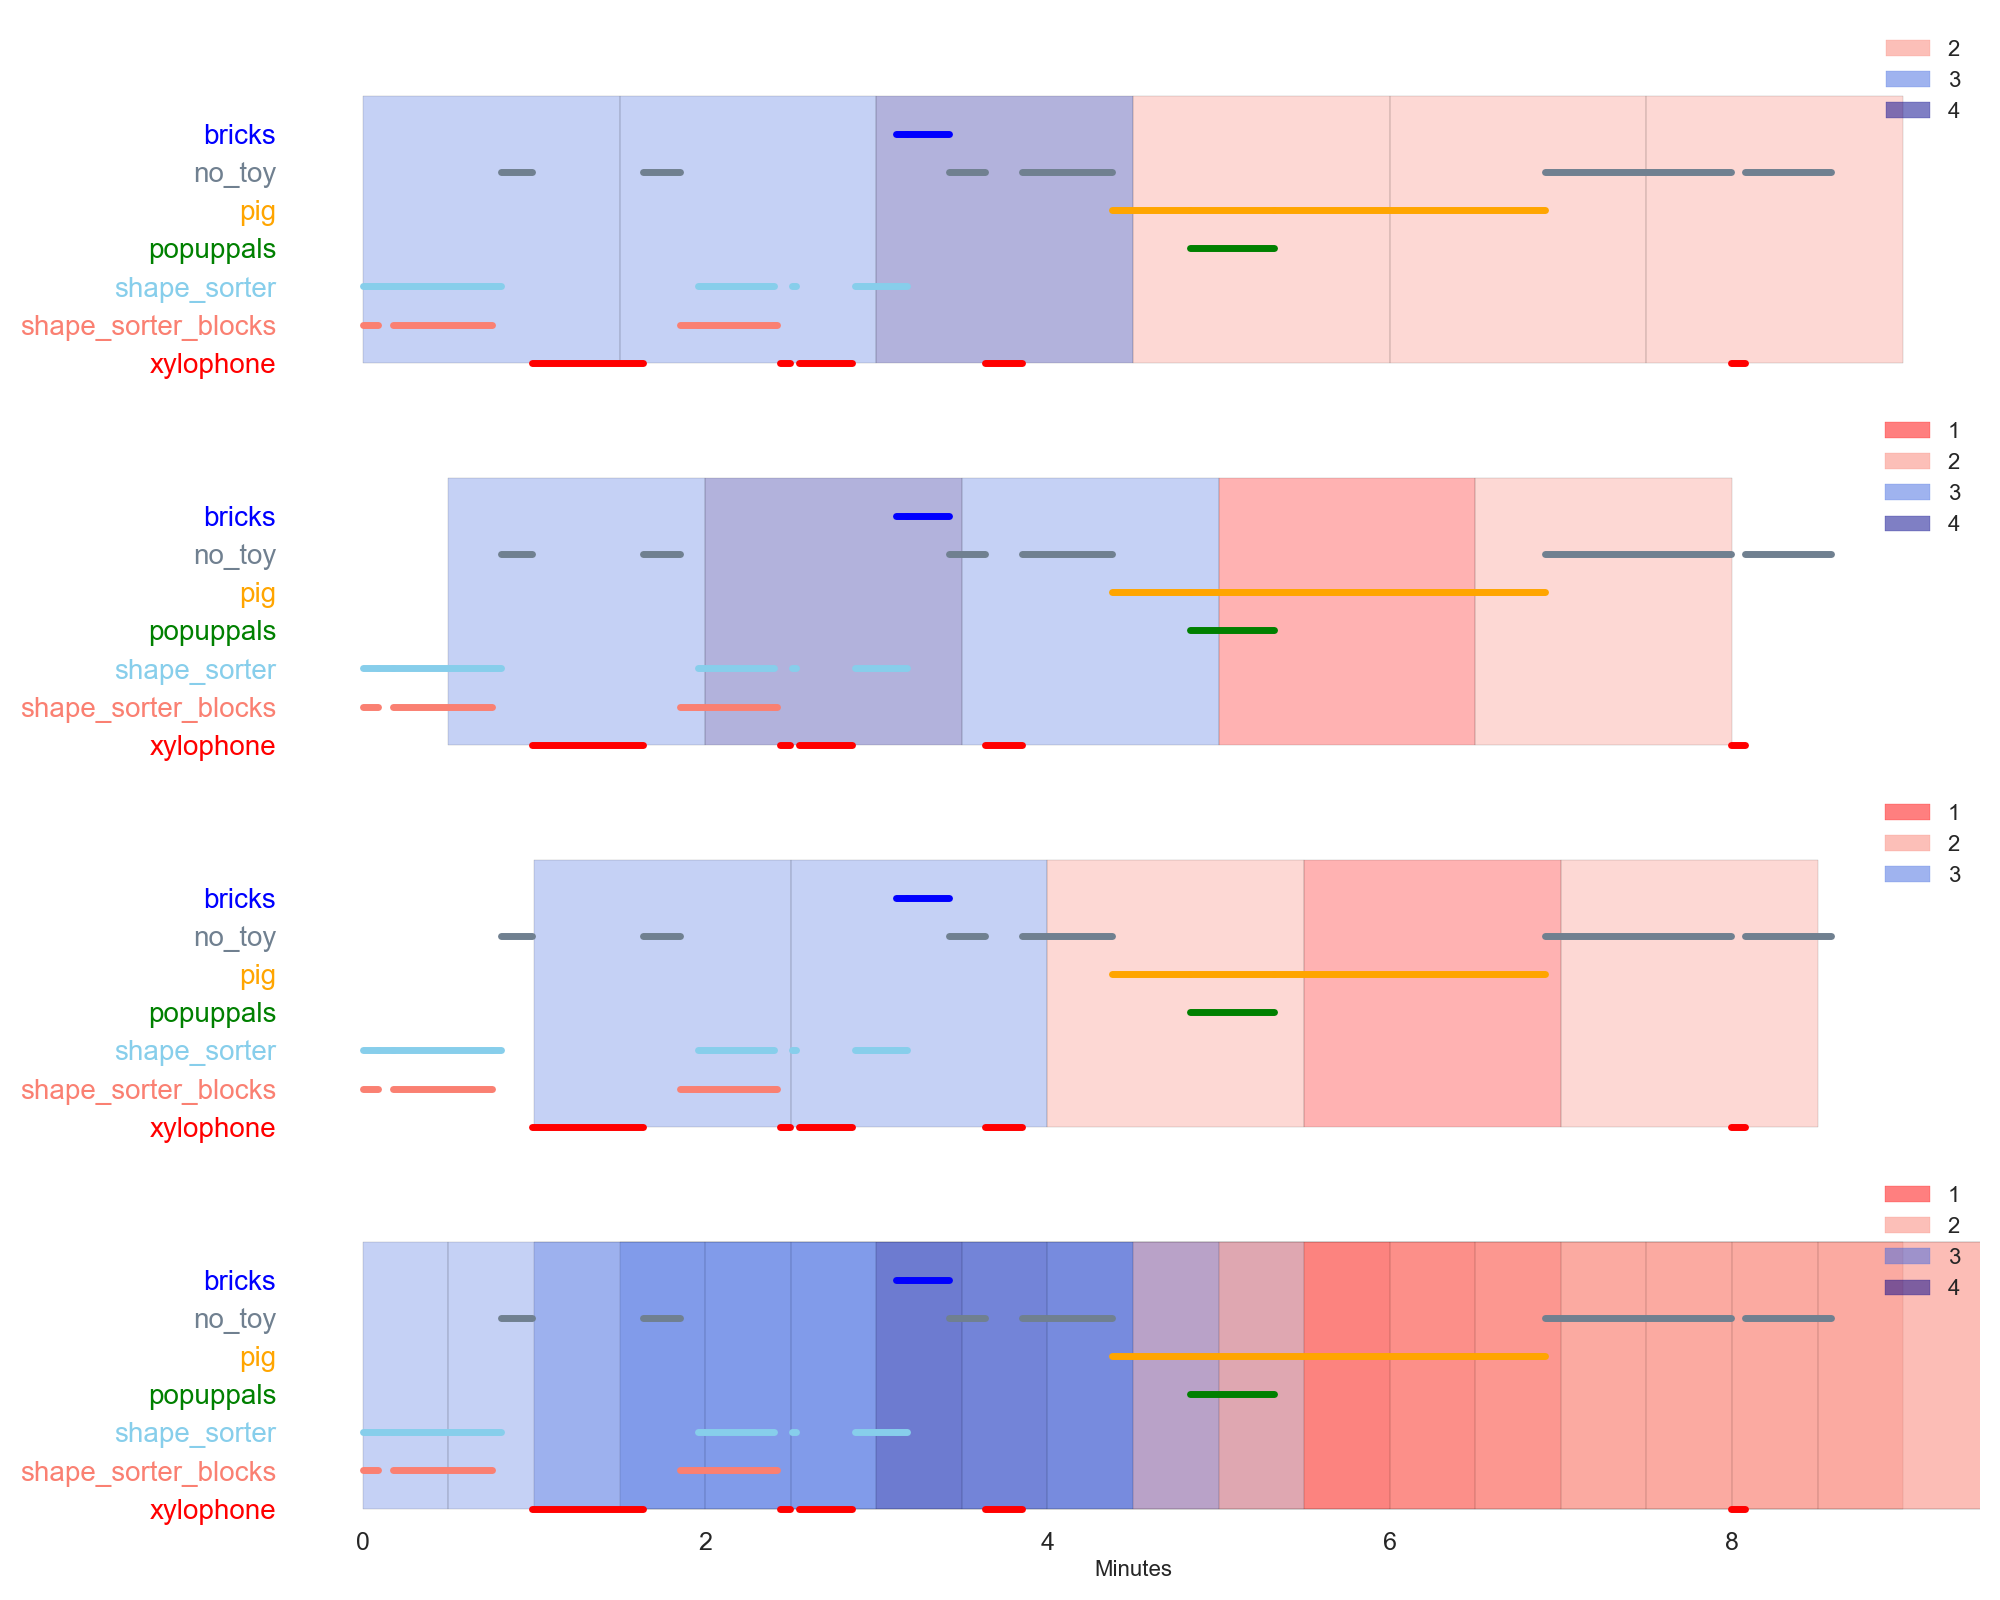 2
3
4
bricks
no_toy
pig
popuppals
shape_sorter
shape_sorter_blocks
xylophone
1
2
3
4
bricks
no_toy
pig
popuppals
shape_sorter
shape_sorter_blocks
xylophone
1
2
3
bricks
no_toy
pig
popuppals
shape_sorter
shape_sorter_blocks
xylophone
1
2
3
4
bricks
no_toy
pig
popuppals
shape_sorter
shape_sorter_blocks
xylophone
0 2 4 6 8
Minutes